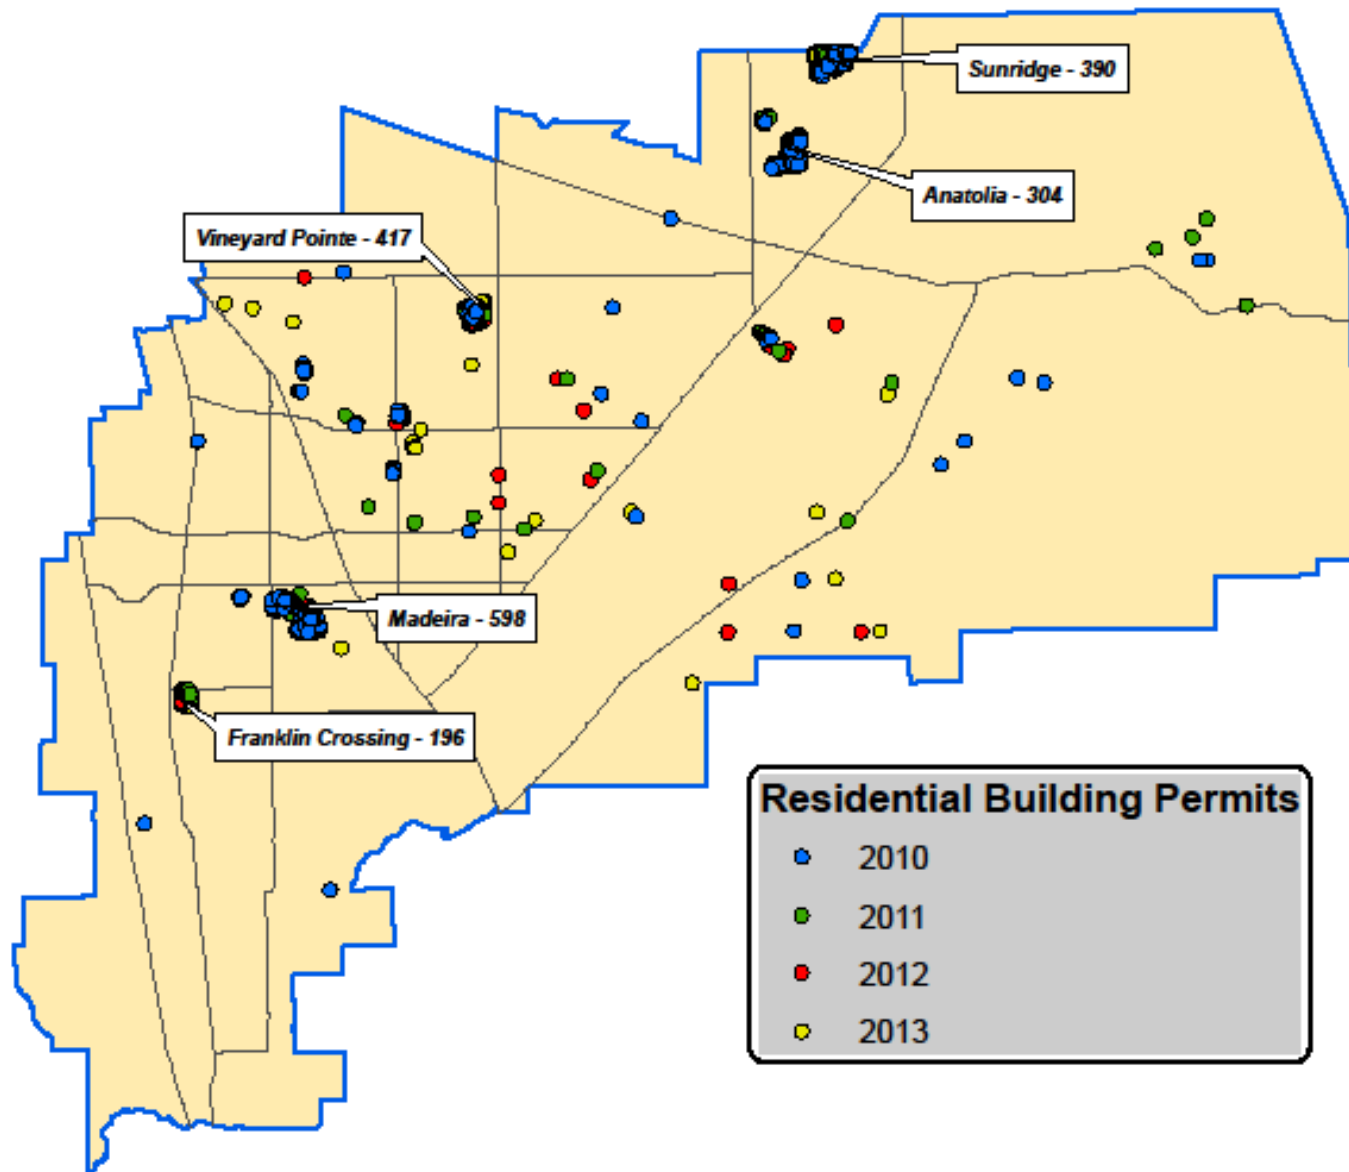 Sunridge - 390
Anatolia - 304
Vineyard Pointe - 417
Madeira - 598
Franklin Crossing - 196
Residential Building Permits
2010
2011
2012
2013